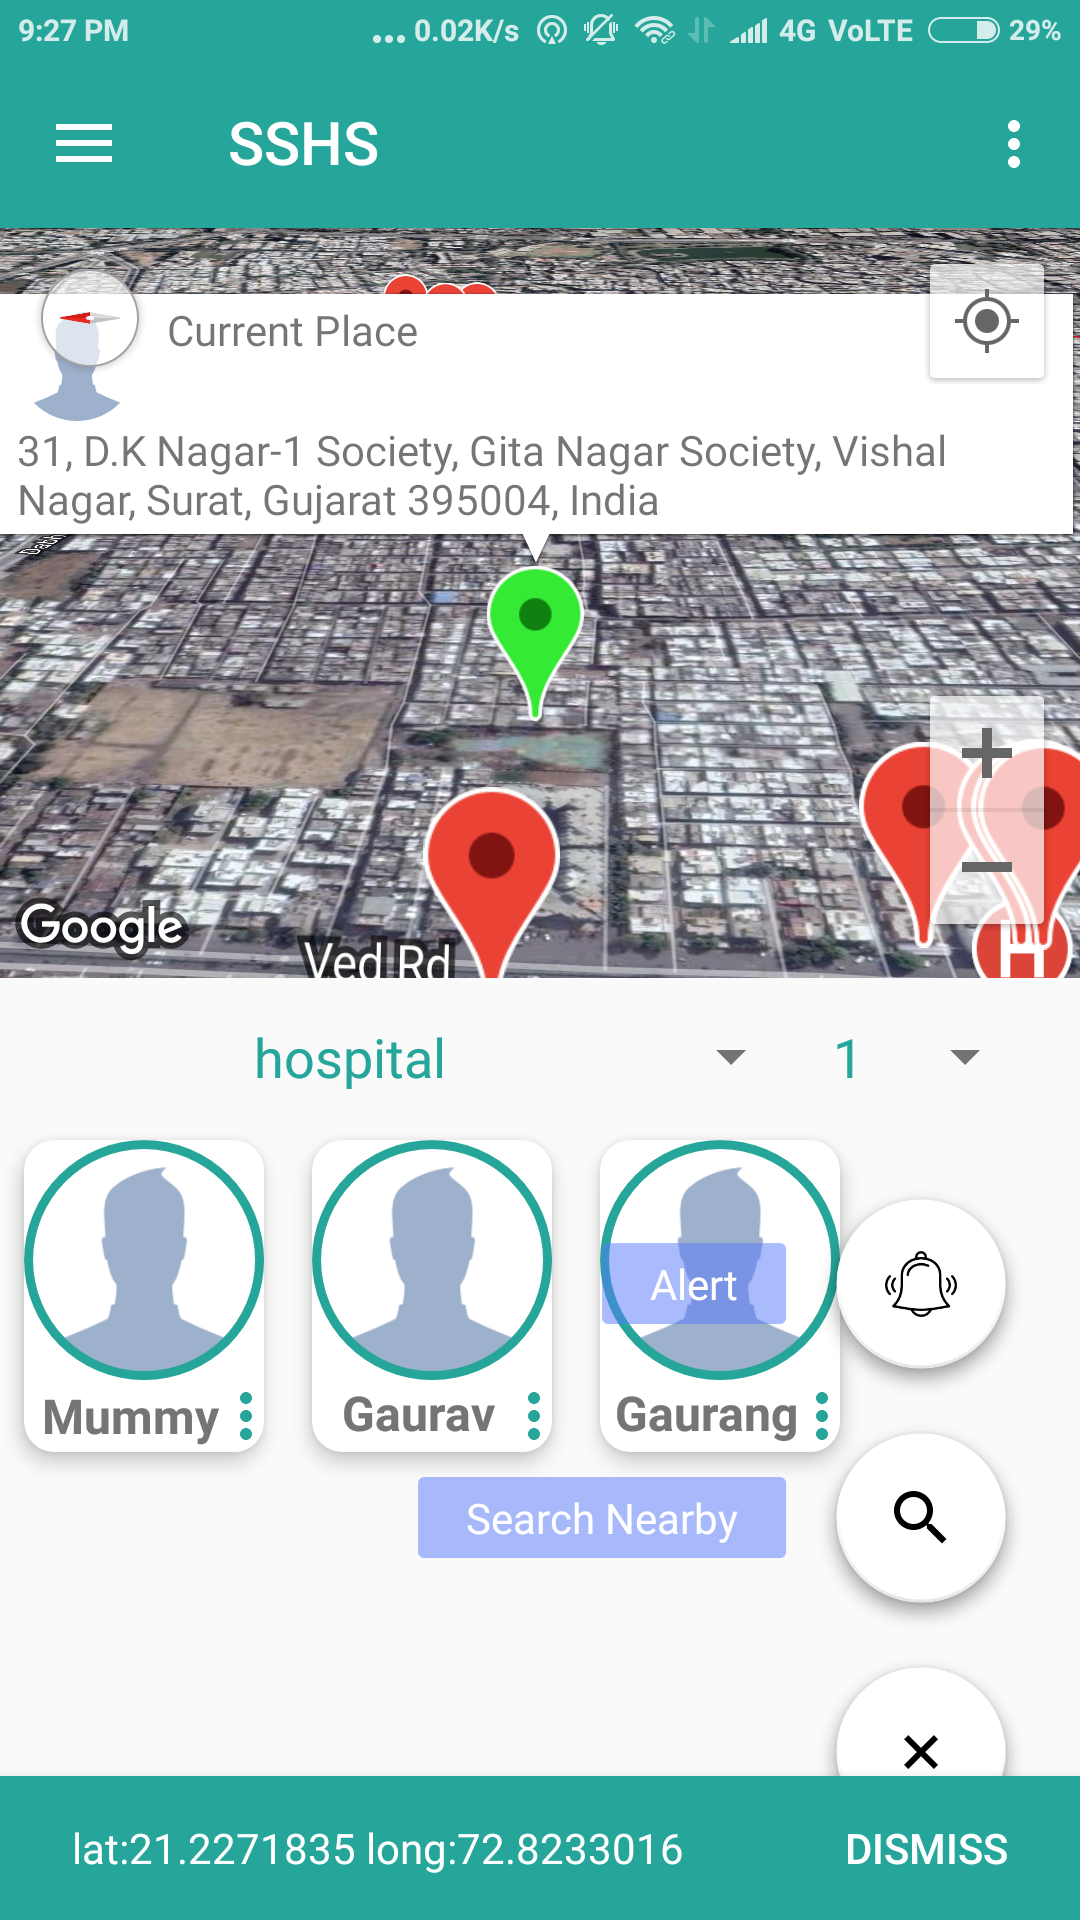 9:27 PM
... 0.02K/s 4G VoLTE 29%
SSHS
Current Place
31, D.K Nagar-1 Society, Gita Nagar Society, Vishal
Nagar, Surat, Gujarat 395004, India
Google
Ved Rd
H
hospital 1
Alert
Mummy Gaurav Gaurang
Search Nearby
lat:21.2271835 long:72.8233016 DISMISS